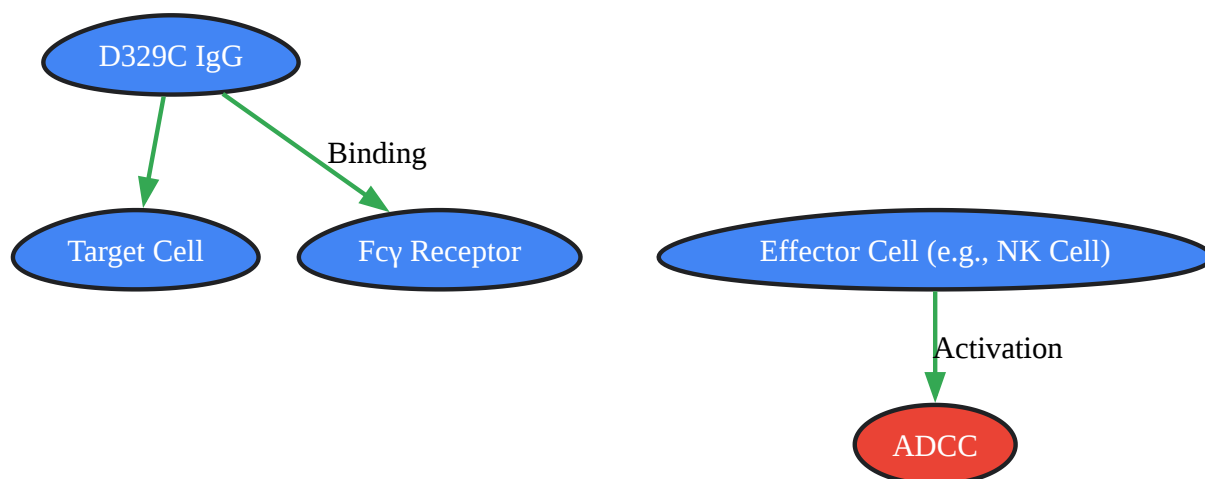 D329C IgG
Binding
Target Cell
Fcγ Receptor
Effector Cell (e.g., NK Cell)
Activation
ADCC